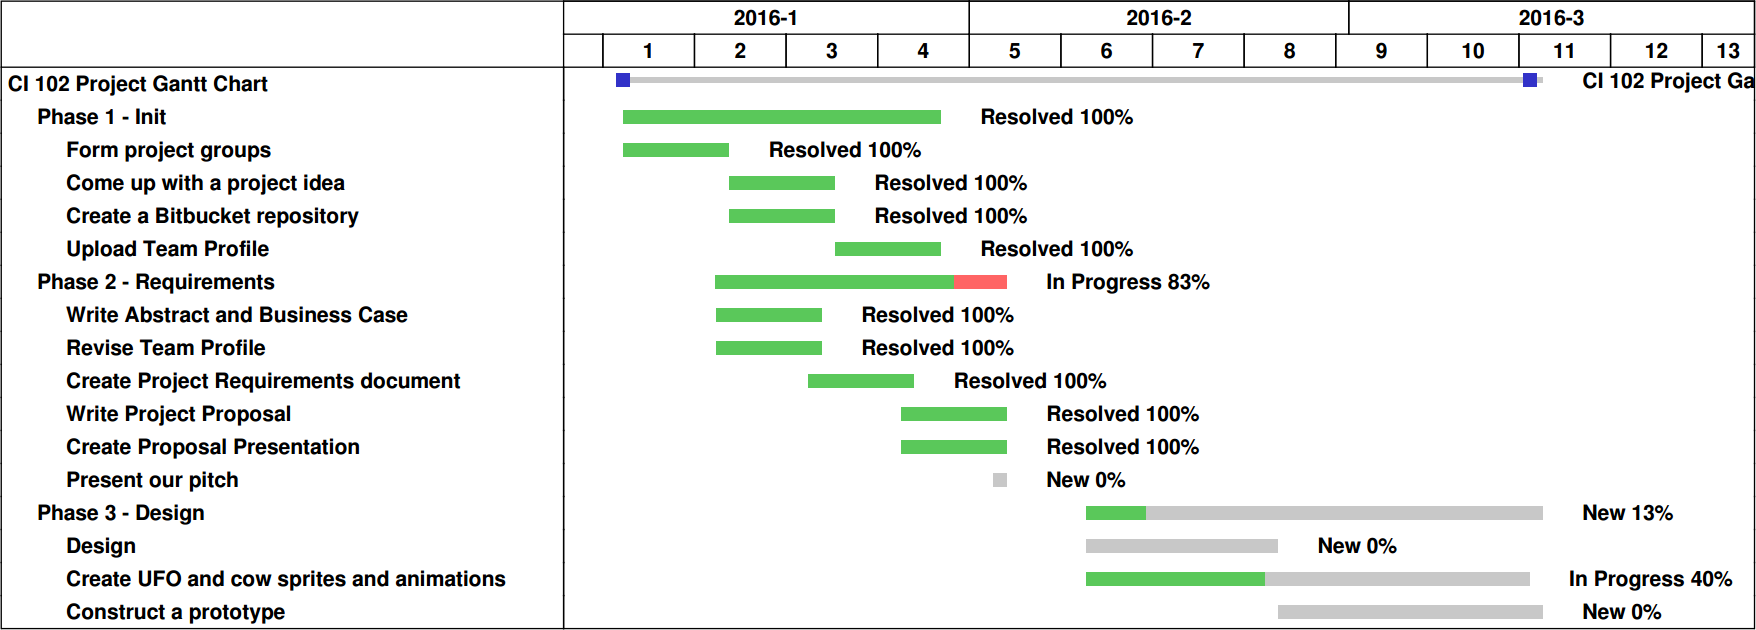 2016-1 2016-2 2016-3
1 2 3 4 5 6 7 8 9 10 11 12 13
CI 102 Project Gantt Chart CI 102 Project Ga
Phase 1 - Init Resolved 100%
Form project groups Resolved 100%
Come up with a project idea Resolved 100%
Create a Bitbucket repository Resolved 100%
Upload Team Profile Resolved 100%
Phase 2 - Requirements In Progress 83%
Write Abstract and Business Case Resolved 100%
Revise Team Profile Resolved 100%
Create Project Requirements document Resolved 100%
Write Project Proposal Resolved 100%
Create Proposal Presentation Resolved 100%
Present our pitch New 0%
Phase 3 - Design New 13%
Design New 0%
Create UFO and cow sprites and animations In Progress 40%
Construct a prototype New 0%